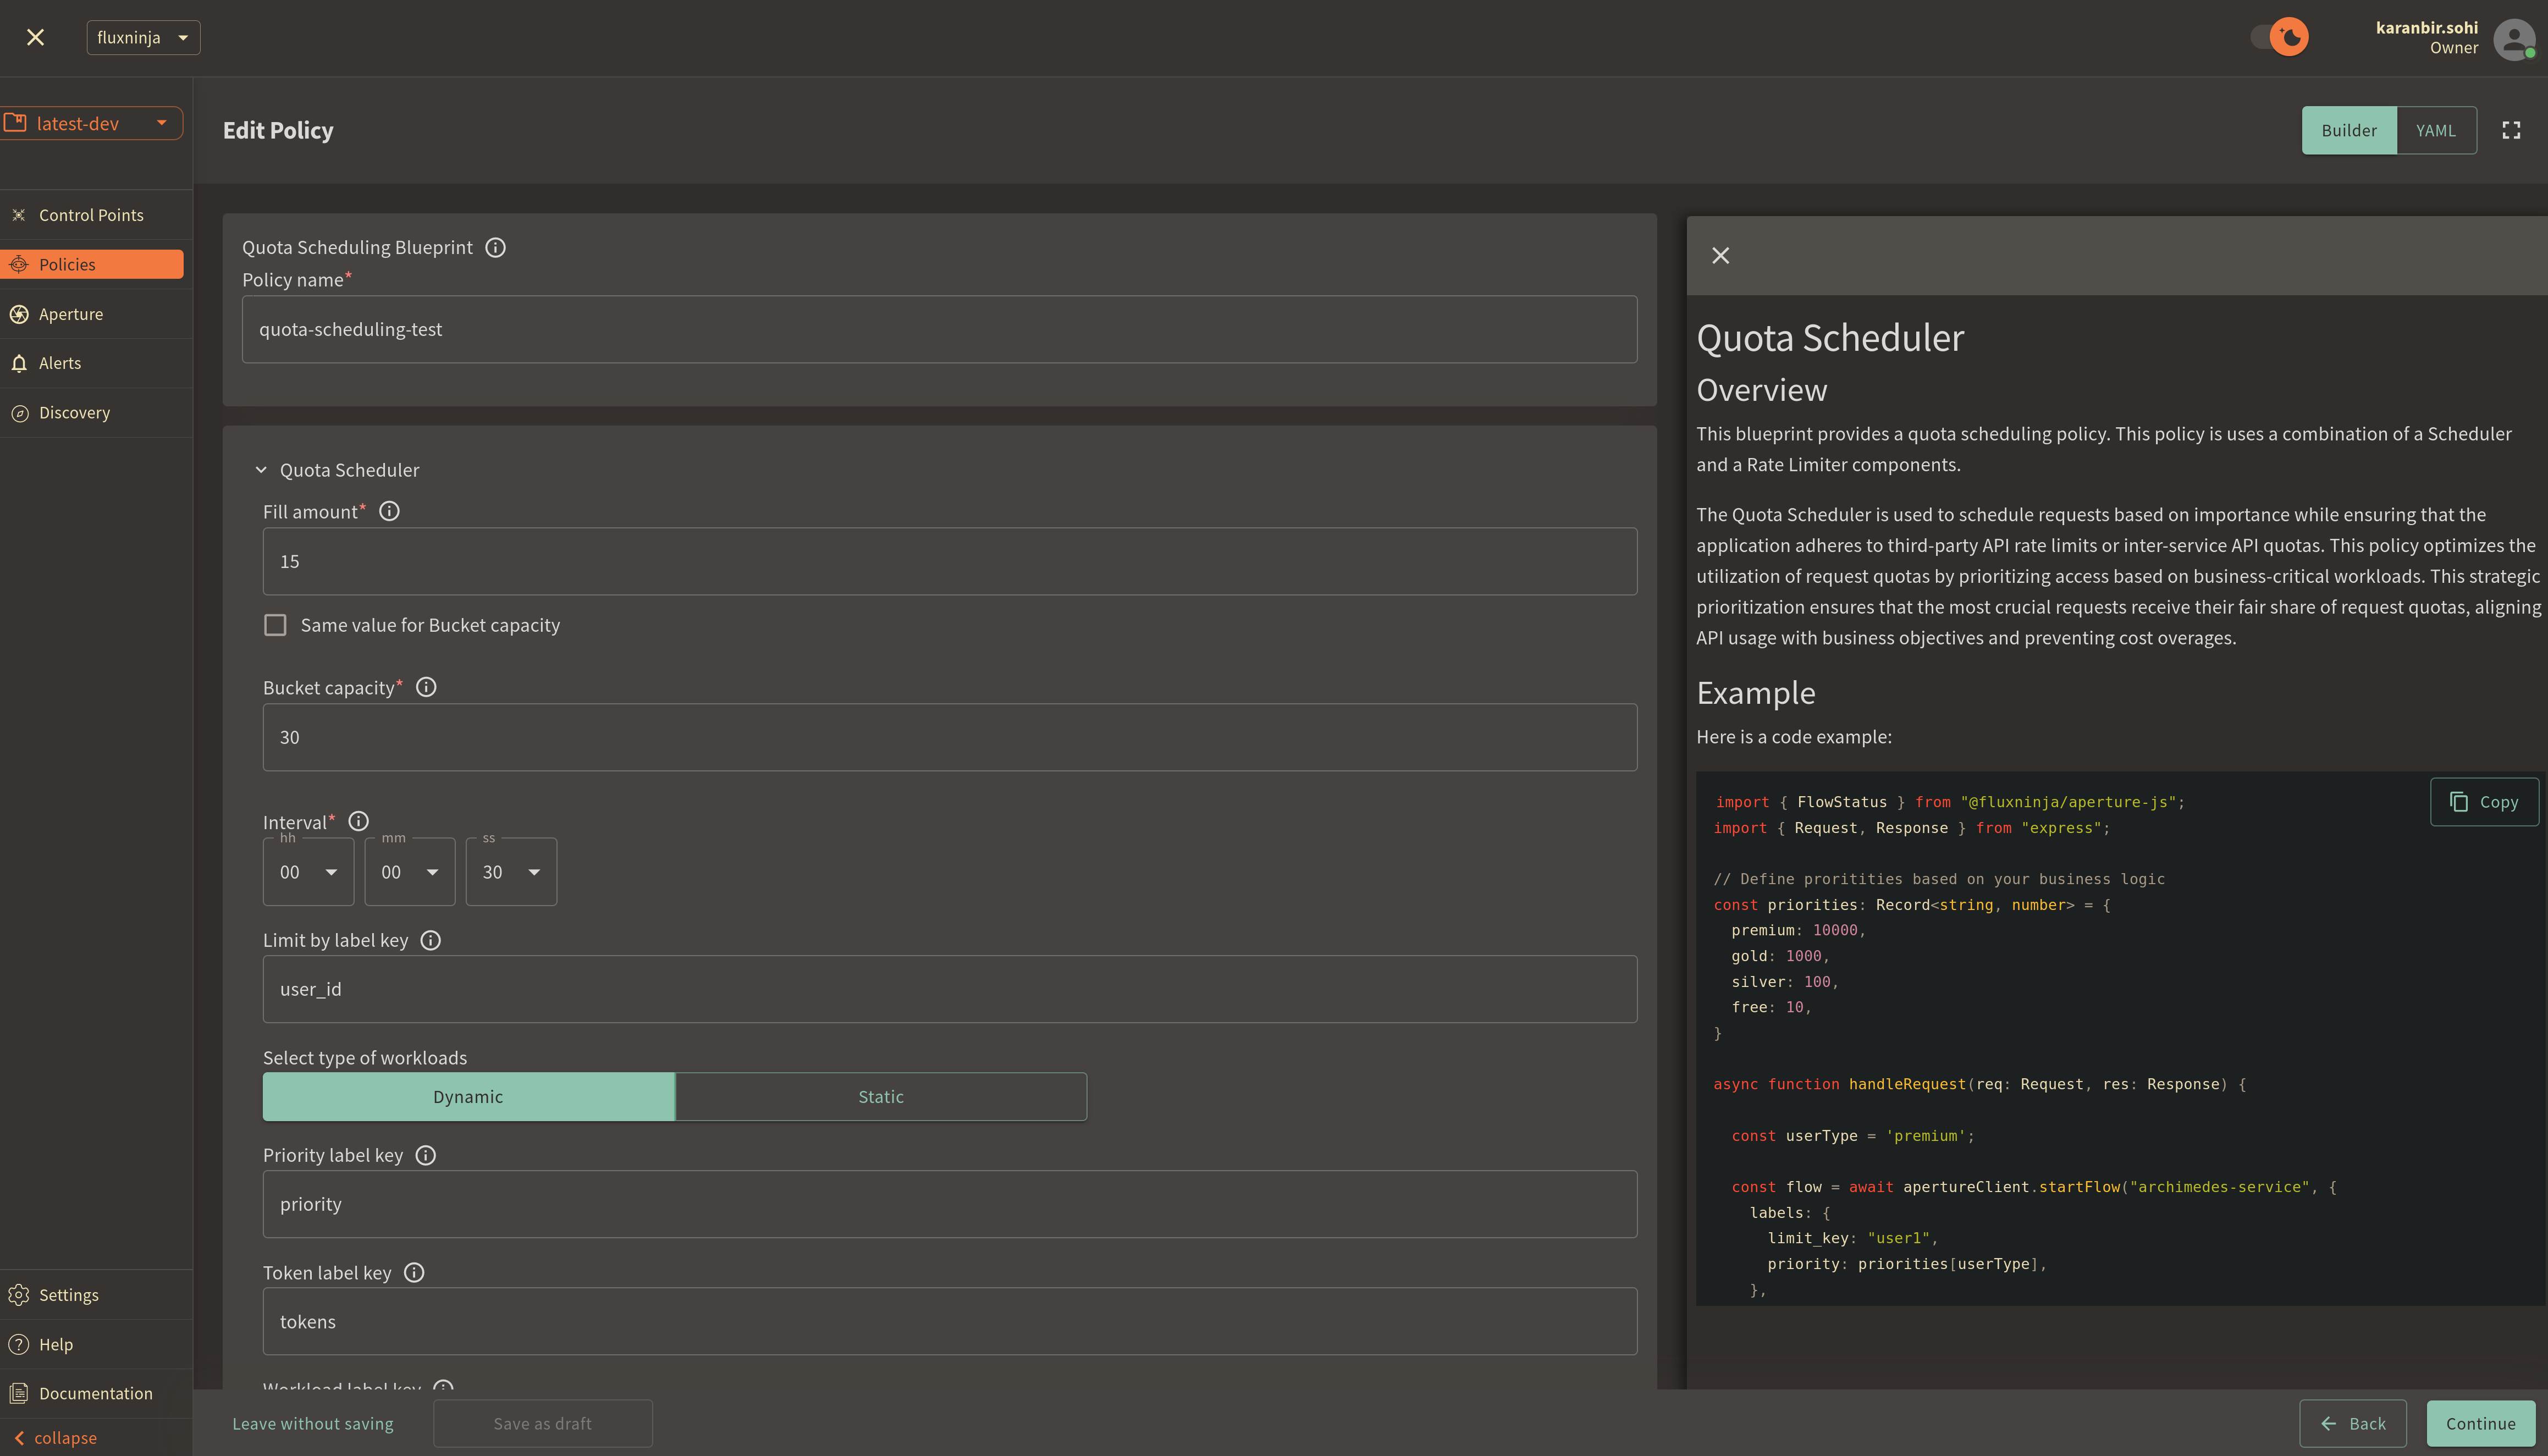 fluxninja
karanbir.sohi
Owner
latest-dev
Control Points
Policies
Aperture
Alerts
Discovery
Settings
Help
Documentation
collapse
Edit Policy
Builder
YAML
Quota Scheduling Blueprint
Policy name*
quota-scheduling-test
Quota Scheduler
Fill amount*
15
Same value for Bucket capacity
Bucket capacity*
30
Interval*
hh
mm
ss
00
00
30
Limit by label key
user_id
Select type of workloads
Dynamic
Static
Priority label key
priority
Token label key
tokens
Workload label key
Leave without saving
Save as draft
Back
Continue
Quota Scheduler
Overview
This blueprint provides a quota scheduling policy. This policy is uses a combination of a Scheduler
and a Rate Limiter components.
The Quota Scheduler is used to schedule requests based on importance while ensuring that the
application adheres to third-party API rate limits or inter-service API quotas. This policy optimizes the
utilization of request quotas by prioritizing access based on business-critical workloads. This strategic
prioritization ensures that the most crucial requests receive their fair share of request quotas, aligning
API usage with business objectives and preventing cost overages.
Example
Here is a code example:
Copy
import { FlowStatus } from "@fluxninja/aperture-js";
import { Request, Response } from "express";
// Define proritities based on your business logic
const priorities: Record<string, number> = {
premium: 10000,
gold: 1000,
silver: 100,
free: 10,
}
async function handleRequest(req: Request, res: Response) {
const userType = 'premium';
const flow = await apertureClient.startFlow("archimedes-service", {
labels: {
limit_key: "user1",
priority: priorities[userType],
},